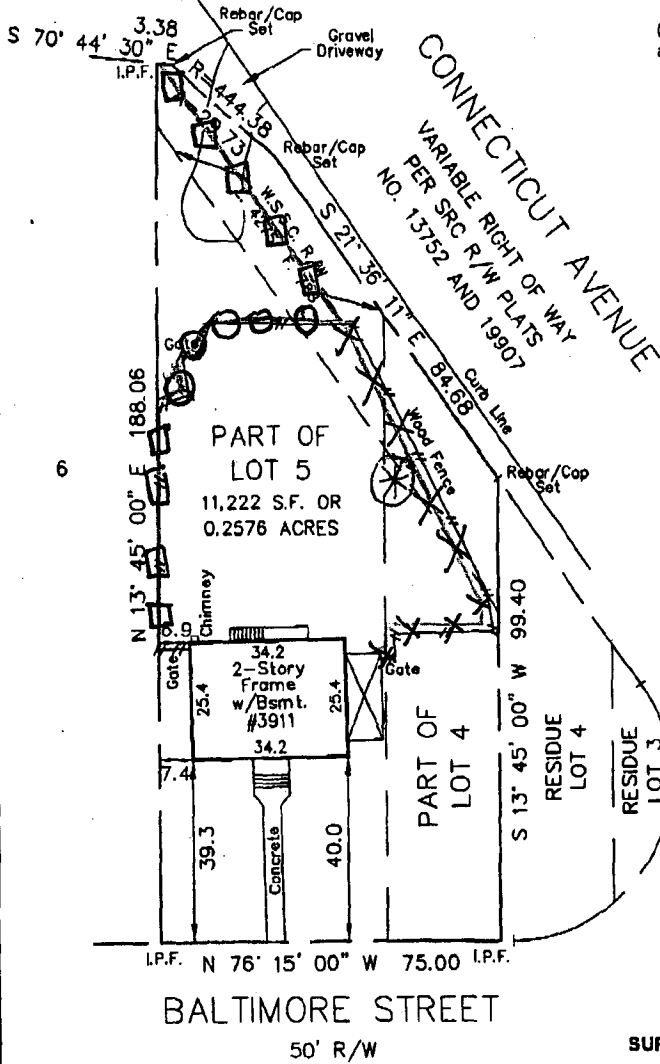 S 70' 44' 30" E
3.38
Rebar/Cap
Set
Gravel
Driveway
I.P.F.
R=444.38
29.73
Rebar/Cap
Set
CONNECTICUT AVENUE
VARIABLE RIGHT OF WAY
PER SRC R/W PLATS
NO. 13752 AND 19907
S 21' 36' 11" E 84.68
Curb Line
Gate
Wood Fence
Rebar/Cap
Set
6
N 13' 45' 00" E 188.06
PART OF
LOT 5
11,222 S.F. OR
0.2576 ACRES
6.9
Chimney
Gate
34.2
2-Story
Frame
w/Bsmt.
#3911
34.2
25.4
25.4
Gate
7.4
39.3
Concrete
40.0
PART OF
LOT 4
S 13' 45' 00" W 99.40
RESIDUE
LOT 4
RESIDUE
LOT 3
I.P.F.
N 76' 15' 00" W 75.00
I.P.F.
BALTIMORE STREET
50' R/W